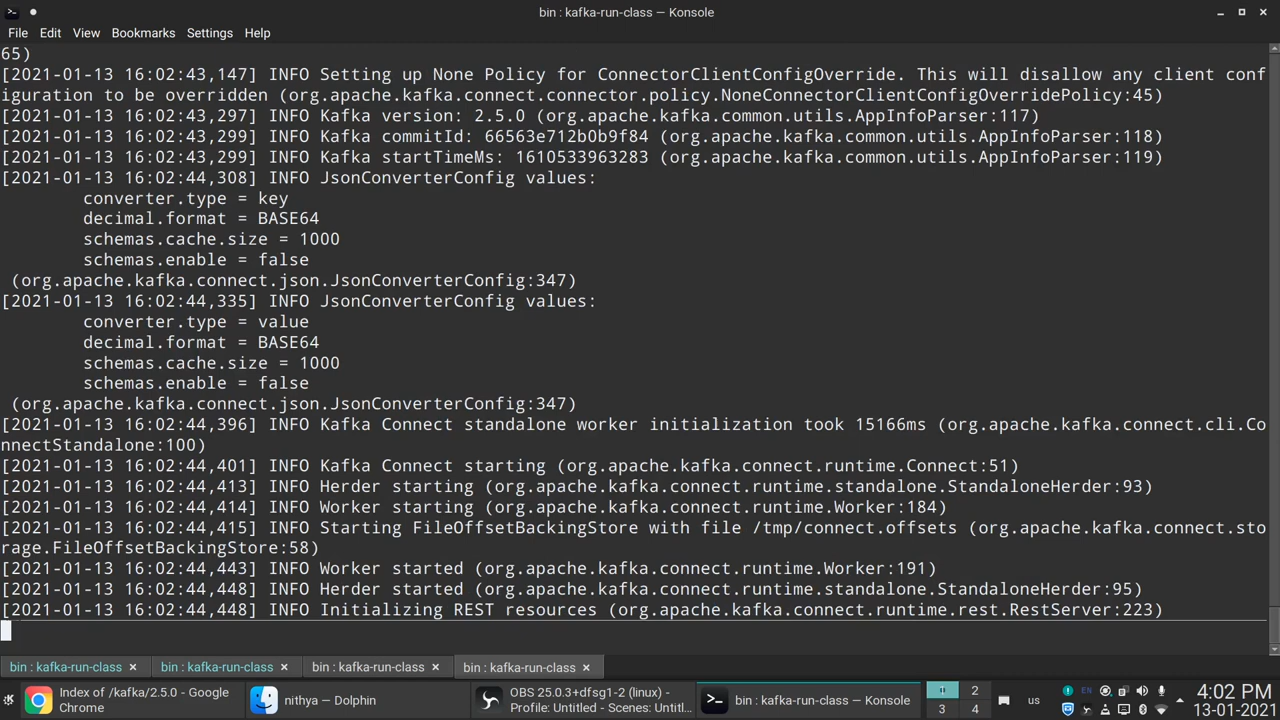 bin : kafka-run-class — Konsole
File Edit View Bookmarks Settings Help
65)
[2021-01-13 16:02:43,147] INFO Setting up None Policy for ConnectorClientConfigOverride. This will disallow any client conf
iguration to be overridden (org.apache.kafka.connect.connector.policy.NoneConnectorClientConfigOverridePolicy:45)
[2021-01-13 16:02:43,297] INFO Kafka version: 2.5.0 (org.apache.kafka.common.utils.AppInfoParser:117)
[2021-01-13 16:02:43,299] INFO Kafka commitId: 66563e712b0b9f84 (org.apache.kafka.common.utils.AppInfoParser:118)
[2021-01-13 16:02:43,299] INFO Kafka startTimeMs: 1610533963283 (org.apache.kafka.common.utils.AppInfoParser:119)
[2021-01-13 16:02:44,308] INFO JsonConverterConfig values:
converter.type = key
decimal.format = BASE64
schemas.cache.size = 1000
schemas.enable = false
(org.apache.kafka.connect.json.JsonConverterConfig:347)
[2021-01-13 16:02:44,335] INFO JsonConverterConfig values:
converter.type = value
decimal.format = BASE64
schemas.cache.size = 1000
schemas.enable = false
(org.apache.kafka.connect.json.JsonConverterConfig:347)
[2021-01-13 16:02:44,396] INFO Kafka Connect standalone worker initialization took 15166ms (org.apache.kafka.connect.cli.Co
nnectStandalone:100)
[2021-01-13 16:02:44,401] INFO Kafka Connect starting (org.apache.kafka.connect.runtime.Connect:51)
[2021-01-13 16:02:44,413] INFO Herder starting (org.apache.kafka.connect.runtime.standalone.StandaloneHerder:93)
[2021-01-13 16:02:44,414] INFO Worker starting (org.apache.kafka.connect.runtime.Worker:184)
[2021-01-13 16:02:44,415] INFO Starting FileOffsetBackingStore with file /tmp/connect.offsets (org.apache.kafka.connect.sto
rage.FileOffsetBackingStore:58)
[2021-01-13 16:02:44,443] INFO Worker started (org.apache.kafka.connect.runtime.Worker:191)
[2021-01-13 16:02:44,448] INFO Herder started (org.apache.kafka.connect.runtime.standalone.StandaloneHerder:95)
[2021-01-13 16:02:44,448] INFO Initializing REST resources (org.apache.kafka.connect.runtime.rest.RestServer:223)
bin : kafka-run-class bin : kafka-run-class bin : kafka-run-class bin : kafka-run-class
Index of /kafka/2.5.0 - Google
Chrome
nithya — Dolphin
OBS 25.0.3+dfsg1-2 (linux) -
Profile: Untitled - Scenes: Untitl...
bin : kafka-run-class — Konsole
2
3 4
us
EN
4:02 PM
13-01-2021